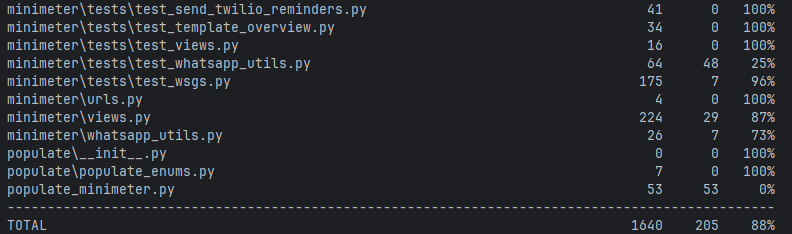 minimeter\tests\test_send_twilio_reminders.py 41 0 100%
minimeter\tests\test_template_overview.py 34 0 100%
minimeter\tests\test_views.py 16 0 100%
minimeter\tests\test_whatsapp_utils.py 64 48 25%
minimeter\tests\test_wsgs.py 175 7 96%
minimeter\urls.py 4 0 100%
minimeter\views.py 224 29 87%
minimeter\whatsapp_utils.py 26 7 73%
populate\__init__.py 0 0 100%
populate\populate_enums.py 7 0 100%
populate_minimeter.py 53 53 0%
------------------------------------------------------------------------------------------------
TOTAL 1640 205 88%